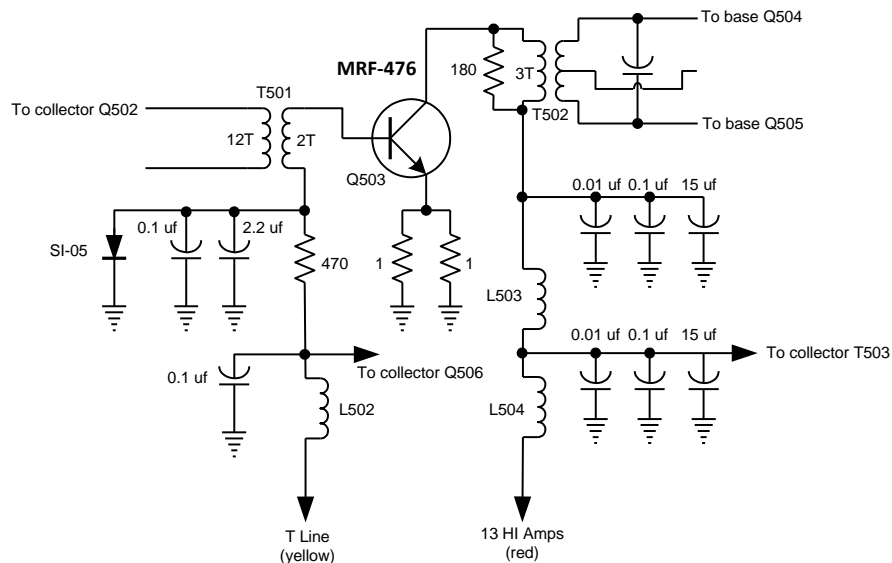 To base Q504
MRF-476
180
3T
T501
T502
To collector Q502
12T
2T
To base Q505
Q503
0.01 uf
0.1 uf
15 uf
0.1 uf
2.2 uf
SI-05
470
1
1
L503
0.01 uf
0.1 uf
15 uf
To collector T503
0.1 uf
To collector Q506
L502
L504
T Line
(yellow)
13 HI Amps
(red)